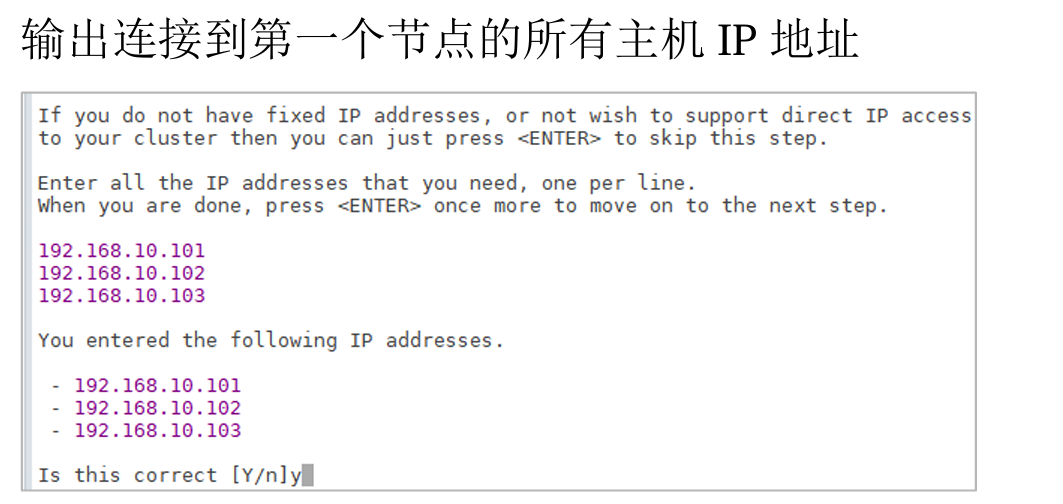 输出连接到第一个节点的所有主机 IP 地址
If you do not have fixed IP addresses, or not wish to support direct IP access
to your cluster then you can just press <ENTER> to skip this step.
Enter all the IP addresses that you need, one per line.
When you are done, press <ENTER> once more to move on to the next step.
192.168.10.101
192.168.10.102
192.168.10.103
You entered the following IP addresses.
- 192.168.10.101
- 192.168.10.102
- 192.168.10.103
Is this correct [Y/n]y